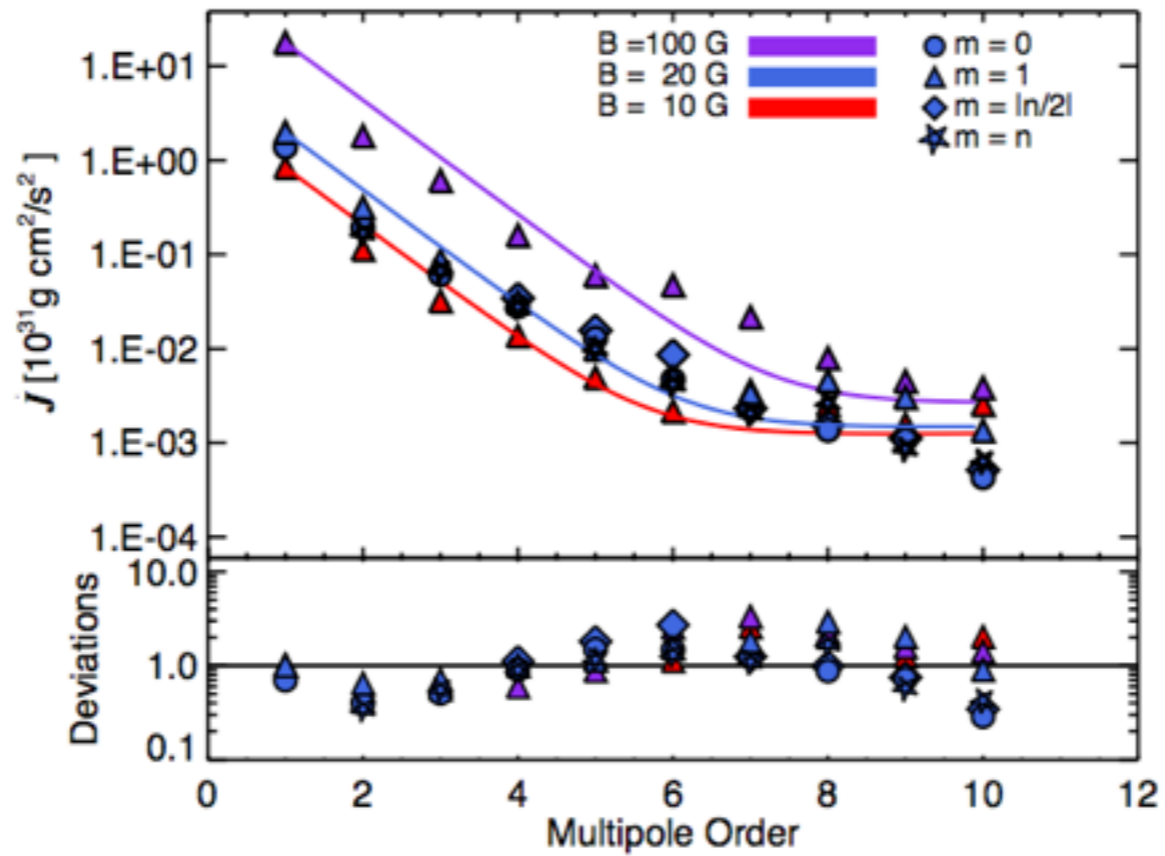 B =100 G
B = 20 G
B = 10 G
m = 0
m = 1
m = |n/2|
m = n
1.E+01
1.E+00
1.E-01
1.E-02
1.E-03
1.E-04
J̇ [10³¹g cm²/s²]
10.0
1.0
0.1
Deviations
0 2 4 6 8 10 12
Multipole Order